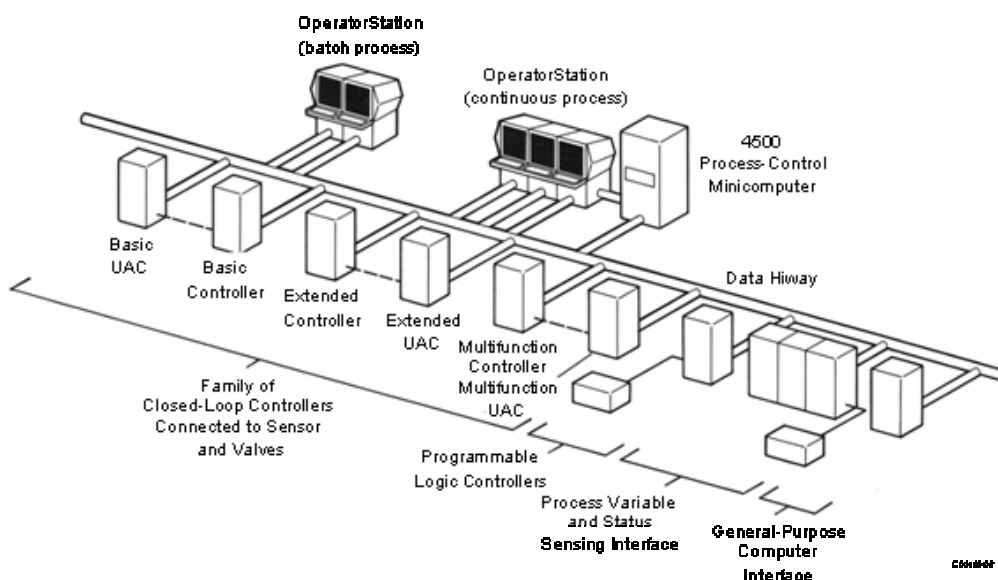 OperatorStation
(batch process)
OperatorStation
(continuous process)
4500
Process-Control
Minicomputer
Basic
UAC
Basic
Controller
Extended
Controller
Extended
UAC
Multifunction
Controller
Multifunction
UAC
Data Hiway
Family of
Closed-Loop Controllers
Connected to Sensor
and Valves
Programmable
Logic Controllers
Process Variable
and Status
Sensing Interface
General-Purpose
Computer
Interface